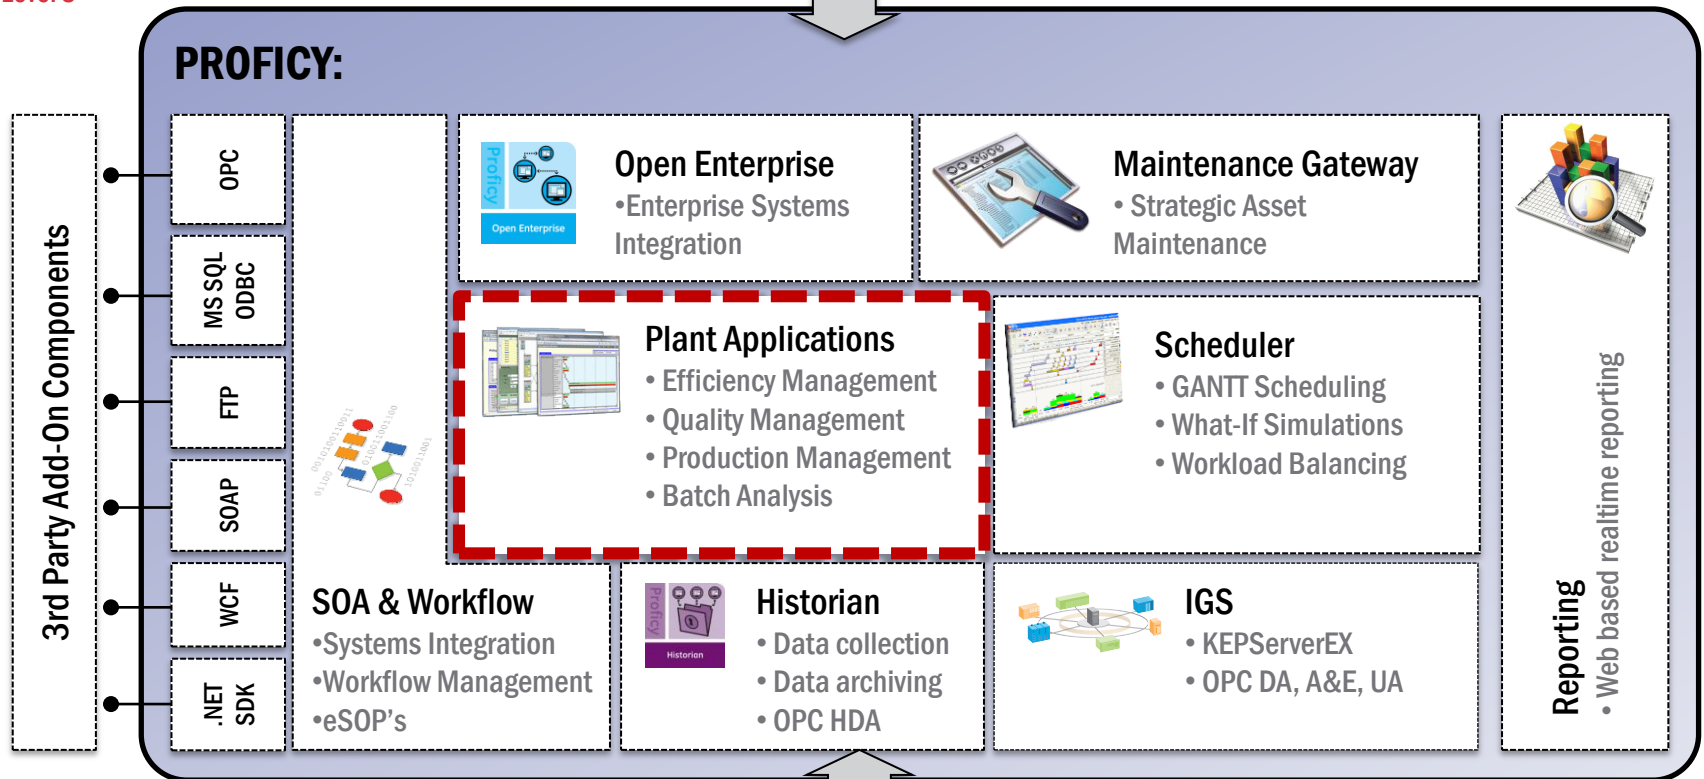 PROFICY:
3rd Party Add-On Components
OPC
MS SQL
ODBC
FTP
SOAP
WCF
.NET
SDK
Proficy
Open Enterprise
Open Enterprise
•Enterprise Systems
Integration
Maintenance Gateway
• Strategic Asset
Maintenance
Plant Applications
• Efficiency Management
• Quality Management
• Production Management
• Batch Analysis
Scheduler
• GANTT Scheduling
• What-If Simulations
• Workload Balancing
SOA & Workflow
•Systems Integration
•Workflow Management
•eSOP's
Proficy
Historian
Historian
• Data collection
• Data archiving
• OPC HDA
IGS
• KEPServerEX
• OPC DA, A&E, UA
Reporting
• Web based realtime reporting